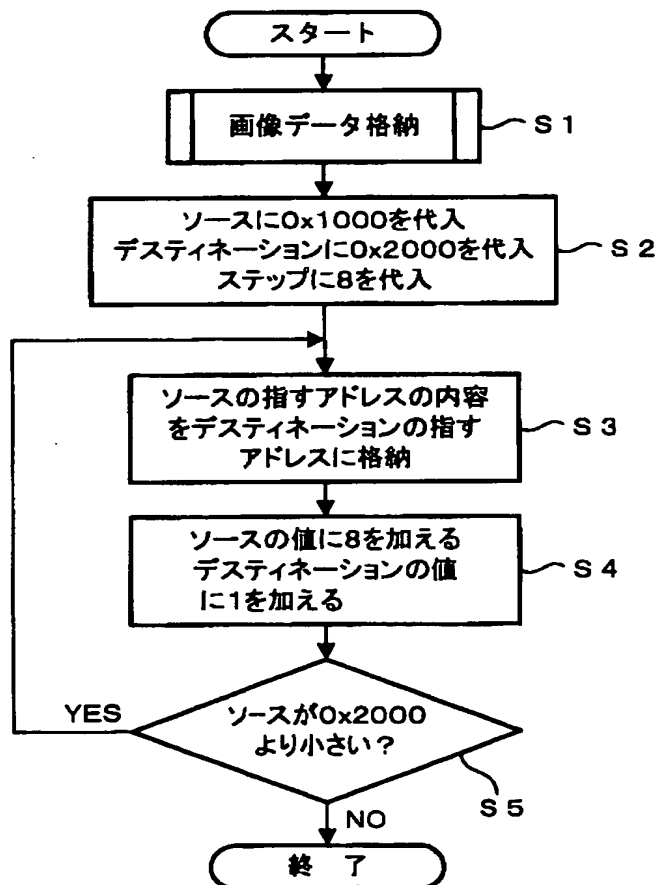 スタート
画像データ格納
S1
ソースに0x1000を代入
デスティネーションに0x2000を代入
ステップに8を代入
S2
ソースの指すアドレスの内容
をデスティネーションの指す
アドレスに格納
S3
ソースの値に8を加える
デスティネーションの値
に1を加える
S4
YES
ソースが0x2000
より小さい？
S5
NO
終 了